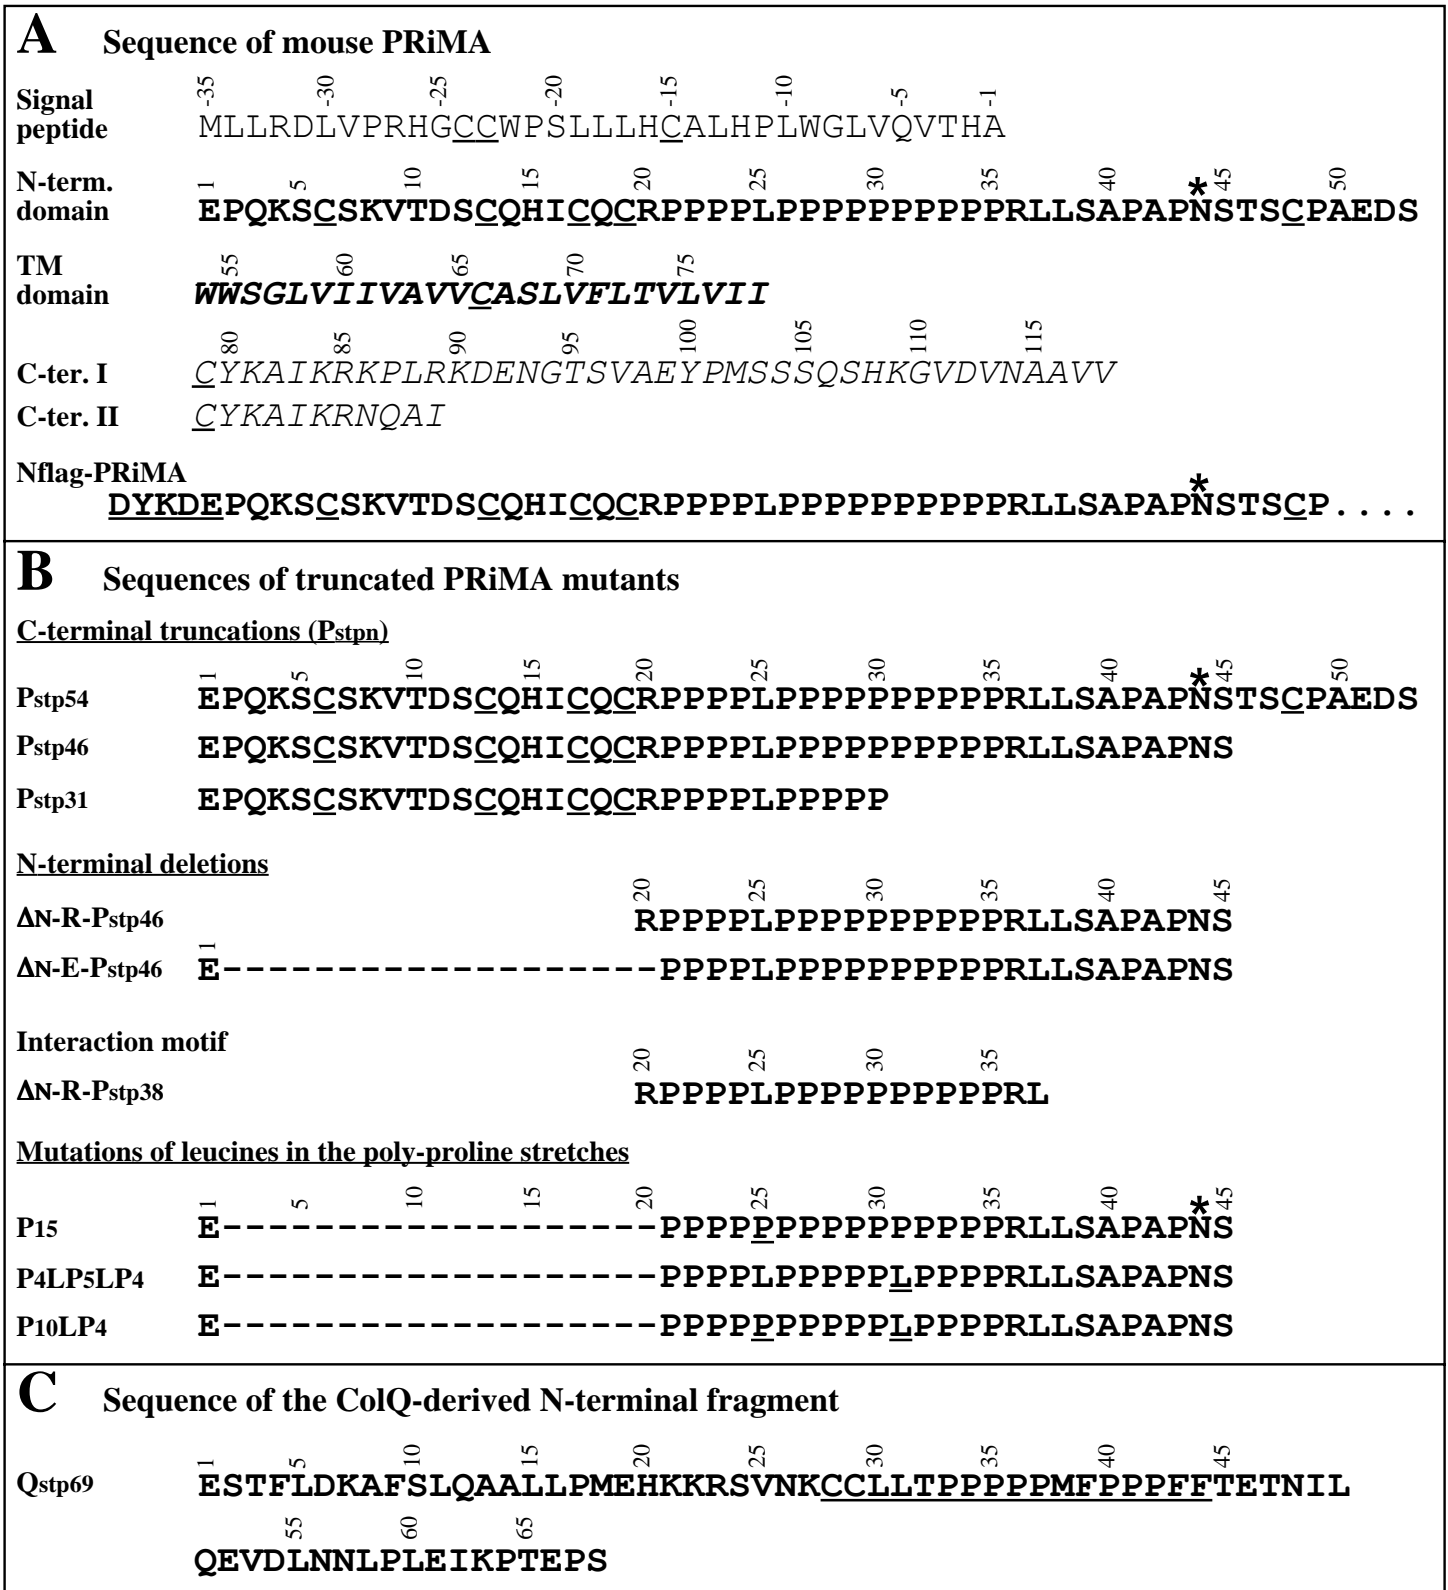 A Sequence of mouse PRiMA
-35 -30 -25 -20 -15 -10 -5 -1
Signal peptide MLLRDLVPRHGCCWPSLLLHCALHPLWGLVQVTHA
1 5 10 15 20 25 30 35 40 * 45 50
N-term. domain EPQKSCSKVTDSCQHICQCRPPPPLPPPPPPPPPPPRLLSAPAPNSTSCPAEDS
55 60 65 70 75
TM domain WWSGLVIIVAVVCASLVFLTVLVII
80 85 90 95 100 105 110 115
C-ter. I CYKAIKRKPLRKDENGTSVAEYPMSSSQSHKGVDVNAAVV
C-ter. II CYKAIKRNQAI
Nflag-PRiMA *
DYKDEPQKSCSKVTDSCQHICQCRPPPPLPPPPPPPPPPRLLSAPAPNSTSCP....
B Sequences of truncated PRiMA mutants
C-terminal truncations (Pstpn)
1 5 10 15 20 25 30 35 40 * 45 50
Pstp54 EPQKSCSKVTDSCQHICQCRPPPPLPPPPPPPPPPRLLSAPAPNSTSCPAEDS
Pstp46 EPQKSCSKVTDSCQHICQCRPPPPLPPPPPPPPPPRLLSAPAPNS
Pstp31 EPQKSCSKVTDSCQHICQCRPPPPLPPPPP
N-terminal deletions
20 25 30 35 40 45
ΔN-R-Pstp46 RPPPPLPPPPPPPPPPRLLSAPAPNS
1
ΔN-E-Pstp46 E-------------------PPPPLPPPPPPPPPPRLLSAPAPNS
Interaction motif
20 25 30 35
ΔN-R-Pstp38 RPPPPLPPPPPPPPPPRL
Mutations of leucines in the poly-proline stretches
1 5 10 15 20 25 30 35 40 * 45
P15 E-------------------PPPPPPPPPPPPPPPRLLSAPAPNS
P4LP5LP4 E-------------------PPPPLPPPPPLPPPPRLLSAPAPNS
P10LP4 E-------------------PPPPPPPPPPLPPPPRLLSAPAPNS
C Sequence of the ColQ-derived N-terminal fragment
1 5 10 15 20 25 30 35 40 45
Qstp69 ESTFLDKAFSLQAALLPMEHKKRSVNKCCLLTPPPPPMFPPPFFTETNIL
55 60 65
QEVDLNNLPLEIKPTEPS